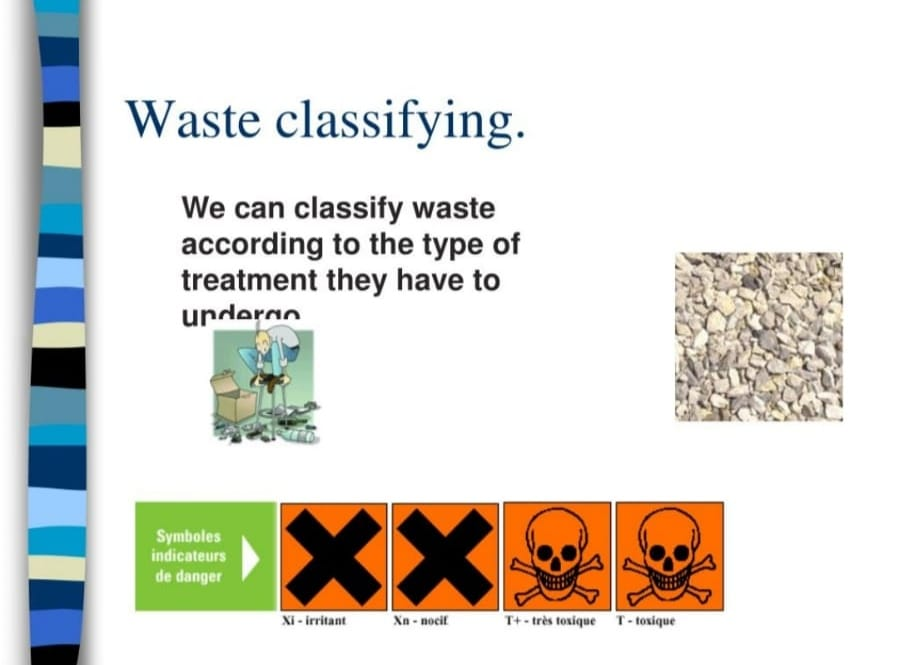 Waste classifying.
We can classify waste
according to the type of
treatment they have to
undergo
Symboles
indicateurs
de danger
Xi - irritant
Xn - nocif
T+ - très toxique
T - toxique